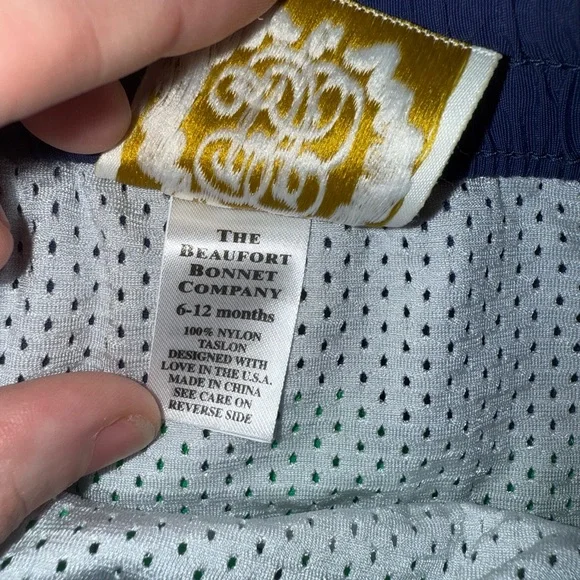 THE
BEAUFORT
BONNET
COMPANY
6-12 months
100% NYLON
TASLON
DESIGNED WITH
LOVE IN THE U.S.A.
MADE IN CHINA
SEE CARE ON
REVERSE SIDE